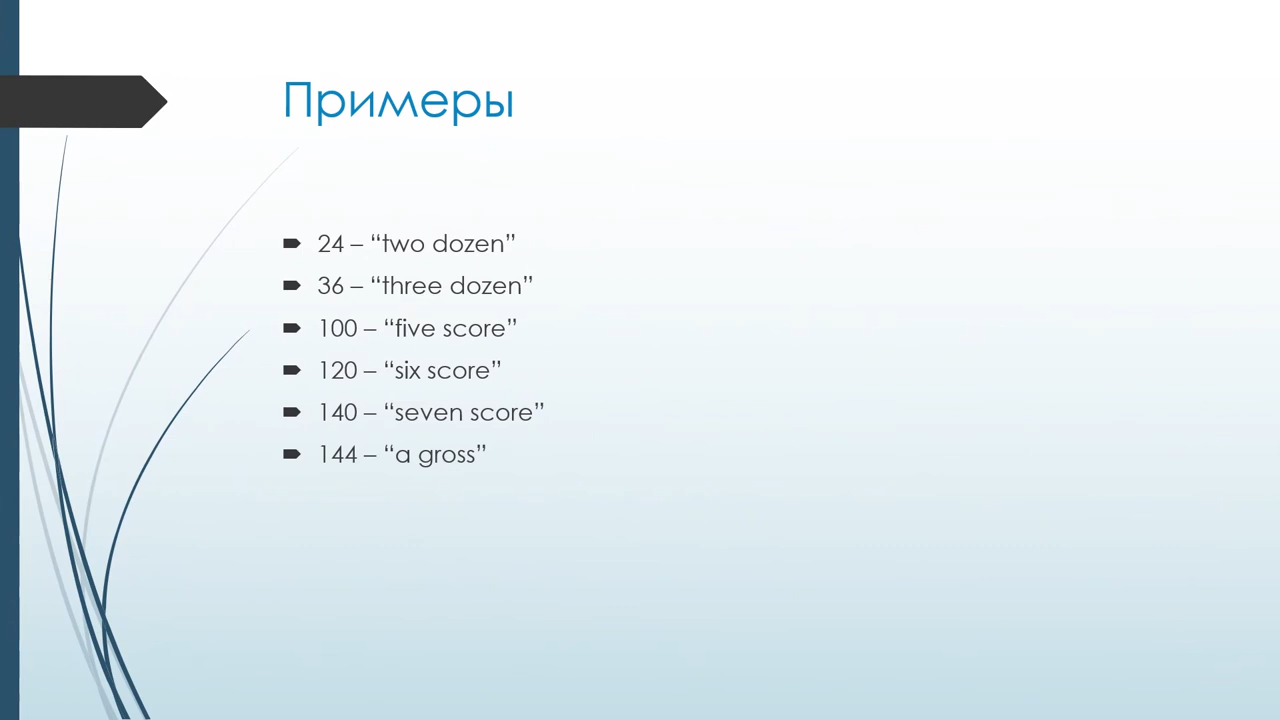 Примеры
24 – “two dozen”
36 – “three dozen”
100 – “five score”
120 – “six score”
140 – “seven score”
144 – “a gross”